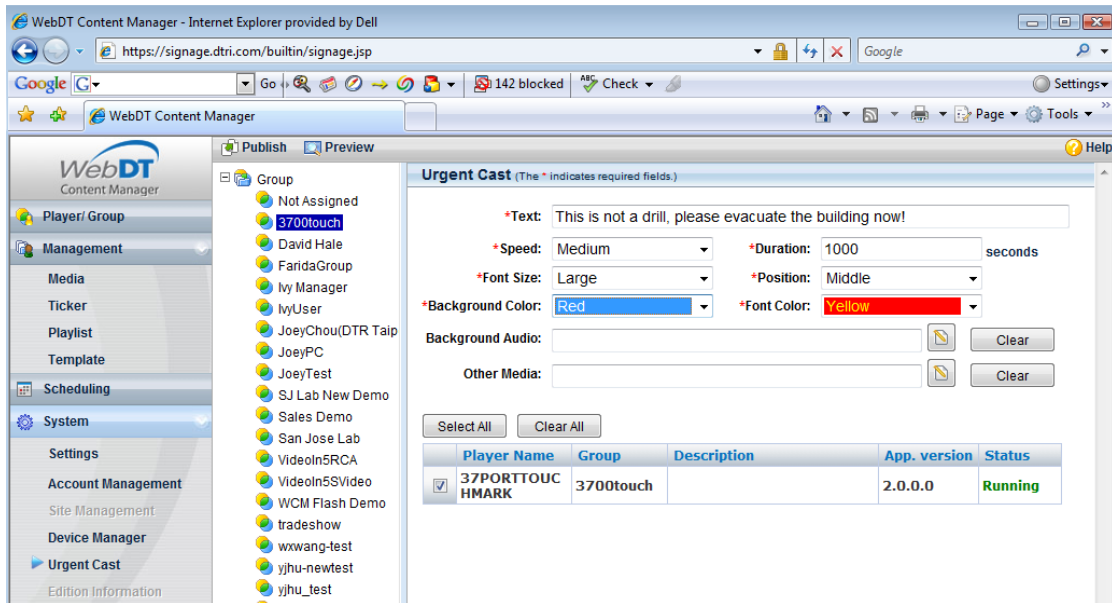 WebDT Content Manager - Internet Explorer provided by Dell
https://signage.dtri.com/builtin/signage.jsp
Google
Google G
Go
142 blocked
ABC Check
Settings
WebDT Content Manager
Page
Tools
WebDT
Content Manager
Publish
Preview
Help
Player/ Group
Management
Media
Ticker
Playlist
Template
Scheduling
System
Settings
Account Management
Site Management
Device Manager
Urgent Cast
Edition Information
Group
Not Assigned
3700touch
David Hale
FaridaGroup
Ivy Manager
IvyUser
JoeyChou(DTR Taip
JoeyPC
JoeyTest
SJ Lab New Demo
Sales Demo
San Jose Lab
VideoIn5RCA
VideoIn5SVideo
WCM Flash Demo
tradeshow
wxwang-test
yjhu-newtest
yjhu_test
Urgent Cast (The * indicates required fields.)
*Text: This is not a drill, please evacuate the building now!
*Speed: Medium *Duration: 1000 seconds
*Font Size: Large *Position: Middle
*Background Color: Red *Font Color: Yellow
Background Audio: Clear
Other Media: Clear
Select All Clear All
Player Name Group Description App. version Status
37PORTTOUC
HMARK 3700touch 2.0.0.0 Running